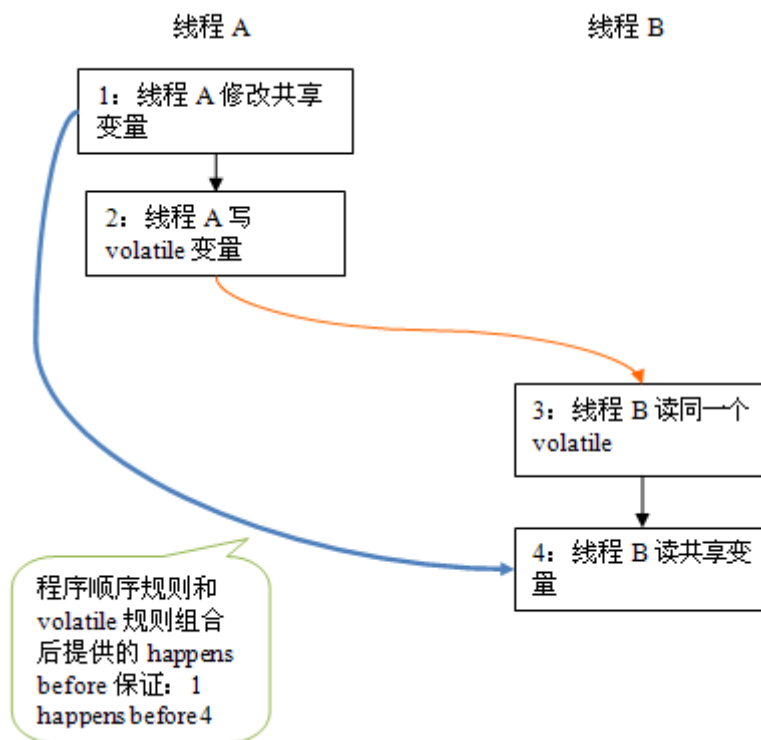 线程 A
线程 B
1：线程 A 修改共享
变量
2：线程 A 写
volatile 变量
3：线程 B 读同一个
volatile
4：线程 B 读共享变
量
程序顺序规则和
volatile 规则组合
后提供的 happens
before 保证：1
happens before 4